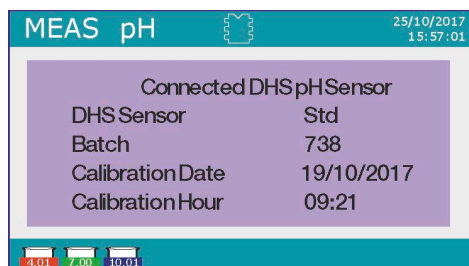 MEAS pH 25/10/2017
15:57:01
Connected DHS pH Sensor
DHS Sensor Std
Batch 738
Calibration Date 19/10/2017
Calibration Hour 09:21
4.01 7.00 10.01